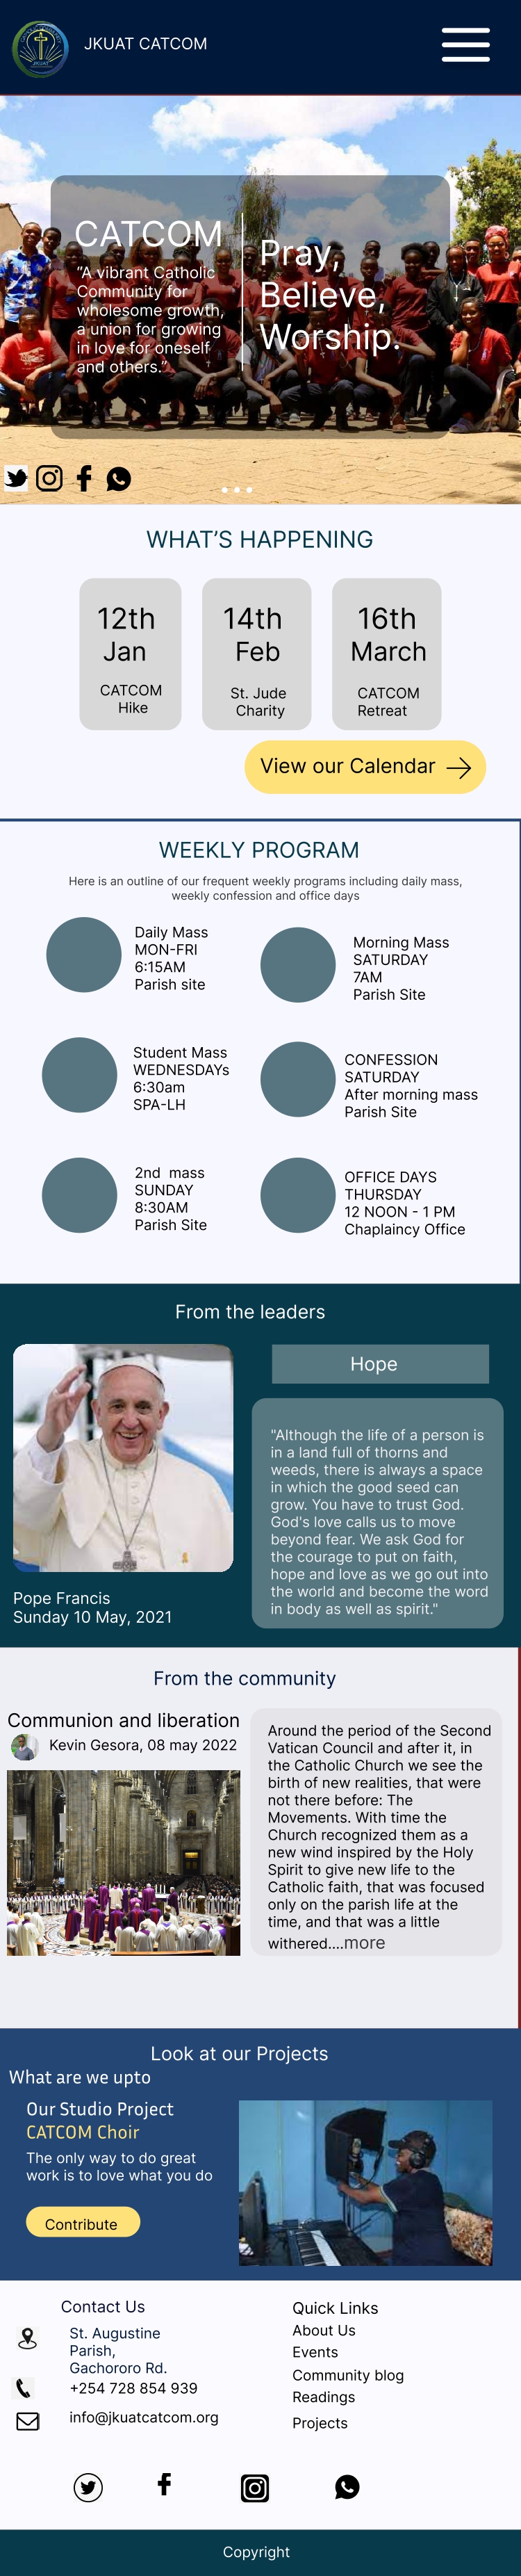 JKUAT CATCOM
CATCOM
“A vibrant Catholic
Community for
wholesome growth,
a union for growing
in love for oneself
and others.”
Pray,
Believe,
Worship.
WHAT’S HAPPENING
12th
Jan
CATCOM
Hike
14th
Feb
St. Jude
Charity
16th
March
CATCOM
Retreat
View our Calendar
WEEKLY PROGRAM
Here is an outline of our frequent weekly programs including daily mass,
weekly confession and office days
Daily Mass
MON-FRI
6:15AM
Parish site
Morning Mass
SATURDAY
7AM
Parish Site
Student Mass
WEDNESDAYs
6:30am
SPA-LH
CONFESSION
SATURDAY
After morning mass
Parish Site
2nd mass
SUNDAY
8:30AM
Parish Site
OFFICE DAYS
THURSDAY
12 NOON - 1 PM
Chaplaincy Office
From the leaders
Pope Francis
Sunday 10 May, 2021
Hope
"Although the life of a person is
in a land full of thorns and
weeds, there is always a space
in which the good seed can
grow. You have to trust God.
God's love calls us to move
beyond fear. We ask God for
the courage to put on faith,
hope and love as we go out into
the world and become the word
in body as well as spirit."
From the community
Communion and liberation
Kevin Gesora, 08 may 2022
Around the period of the Second
Vatican Council and after it, in
the Catholic Church we see the
birth of new realities, that were
not there before: The
Movements. With time the
Church recognized them as a
new wind inspired by the Holy
Spirit to give new life to the
Catholic faith, that was focused
only on the parish life at the
time, and that was a little
withered....more
Look at our Projects
What are we upto
Our Studio Project
CATCOM Choir
The only way to do great
work is to love what you do
Contribute
Contact Us
St. Augustine
Parish,
Gachororo Rd.
+254 728 854 939
info@jkuatcatcom.org
Quick Links
About Us
Events
Community blog
Readings
Projects
Copyright